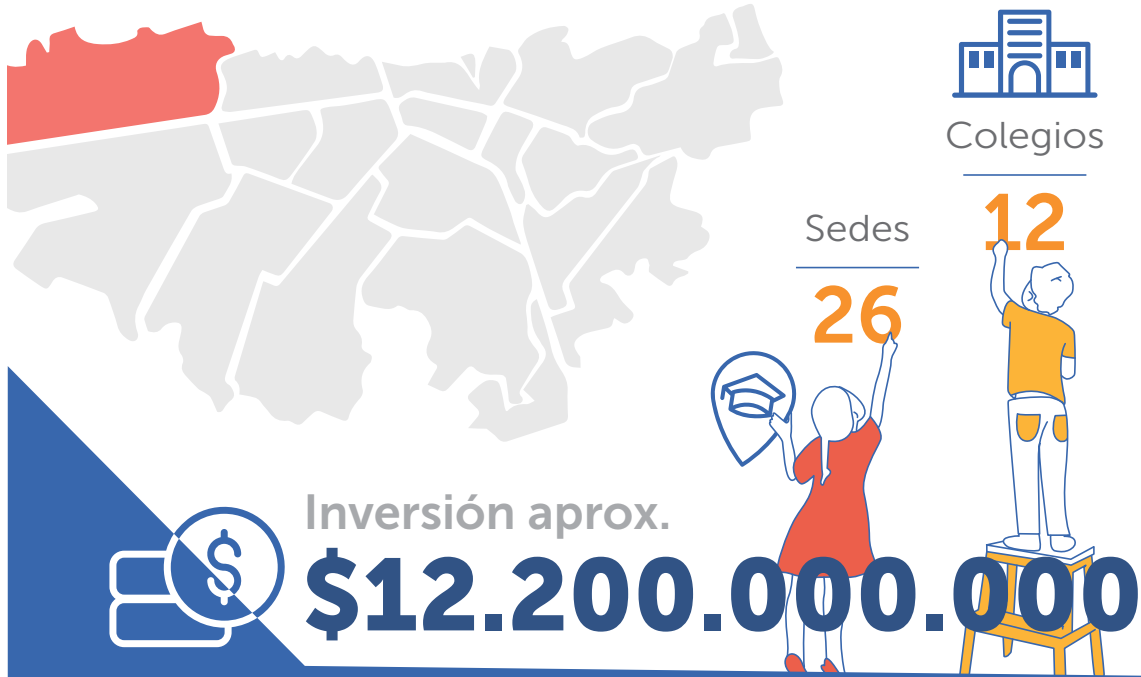 Colegios
12
Sedes
26
Inversión aprox.
$12.200.000.000